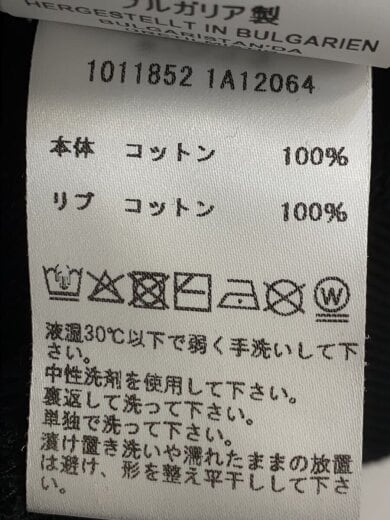 ブルガリア製
HERGESTELLT IN BULGARIEN
BULGARISTAN'DA
1011852 1A12064
本体 コットン 100%
リブ コットン 100%
W
液温30℃以下で弱く手洗いして下
さい。
中性洗剤を使用して下さい。
裏返して洗って下さい。
単独で洗って下さい。
漬け置き洗いや濡れたままの放置
は避け、形を整え平干しして下さ
い。